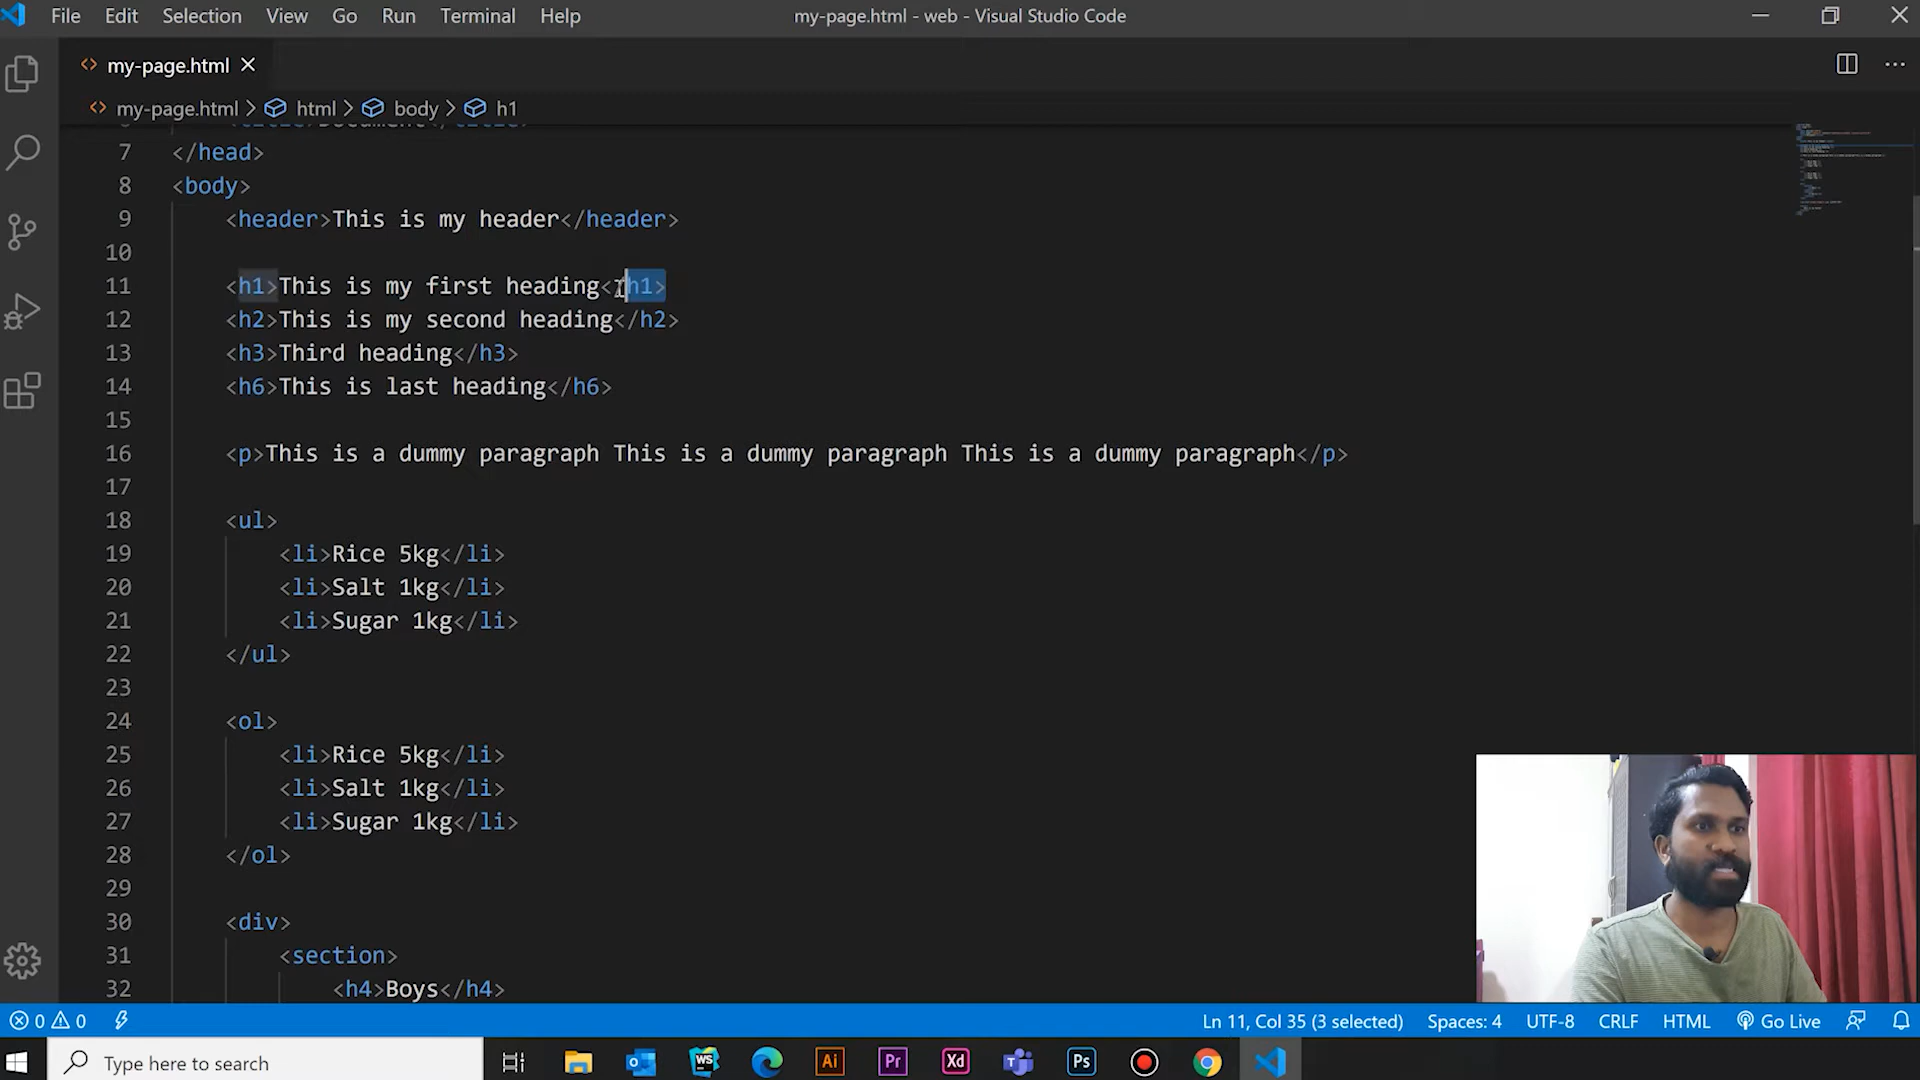 File Edit Selection View Go Run Terminal Help my-page.html - web - Visual Studio Code
my-page.html
my-page.html > html > body > h1
7 </head>
8 <body>
9 <header>This is my header</header>
10
11 <h1>This is my first heading</h1>
12 <h2>This is my second heading</h2>
13 <h3>Third heading</h3>
14 <h6>This is last heading</h6>
15
16 <p>This is a dummy paragraph This is a dummy paragraph This is a dummy paragraph</p>
17
18 <ul>
19 <li>Rice 5kg</li>
20 <li>Salt 1kg</li>
21 <li>Sugar 1kg</li>
22 </ul>
23
24 <ol>
25 <li>Rice 5kg</li>
26 <li>Salt 1kg</li>
27 <li>Sugar 1kg</li>
28 </ol>
29
30 <div>
31 <section>
32 <h4>Boys</h4>
0 0 Ln 11, Col 35 (3 selected) Spaces: 4 UTF-8 CRLF HTML Go Live
Type here to search WS Ai Pr Xd Ps